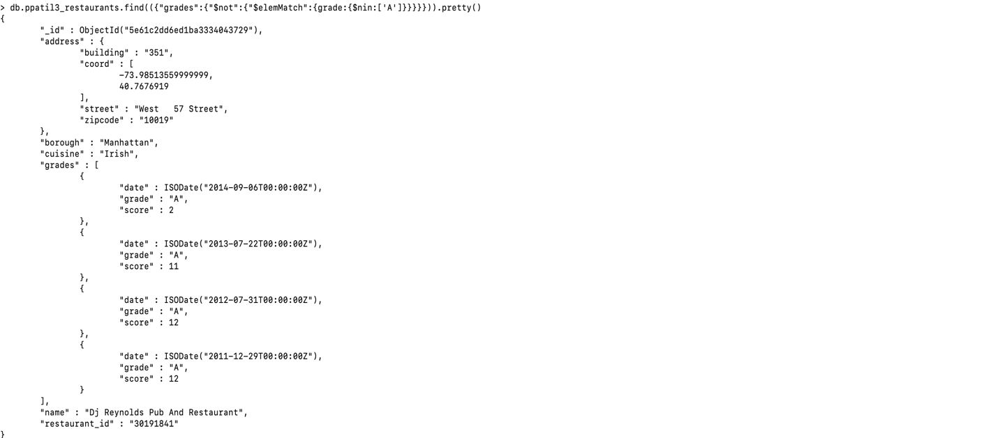 > db.ppatil3_restaurants.find(({"grades":{"$not":{"$elemMatch":{grade:{$nin:['A']}}}}})).pretty()
{
        "_id" : ObjectId("5e61c2dd6ed1ba3334043729"),
        "address" : {
                "building" : "351",
                "coord" : [
                        -73.98513559999999,
                        40.7676919
                ],
                "street" : "West   57 Street",
                "zipcode" : "10019"
        },
        "borough" : "Manhattan",
        "cuisine" : "Irish",
        "grades" : [
                {
                        "date" : ISODate("2014-09-06T00:00:00Z"),
                        "grade" : "A",
                        "score" : 2
                },
                {
                        "date" : ISODate("2013-07-22T00:00:00Z"),
                        "grade" : "A",
                        "score" : 11
                },
                {
                        "date" : ISODate("2012-07-31T00:00:00Z"),
                        "grade" : "A",
                        "score" : 12
                },
                {
                        "date" : ISODate("2011-12-29T00:00:00Z"),
                        "grade" : "A",
                        "score" : 12
                }
        ],
        "name" : "Dj Reynolds Pub And Restaurant",
        "restaurant_id" : "30191841"
}